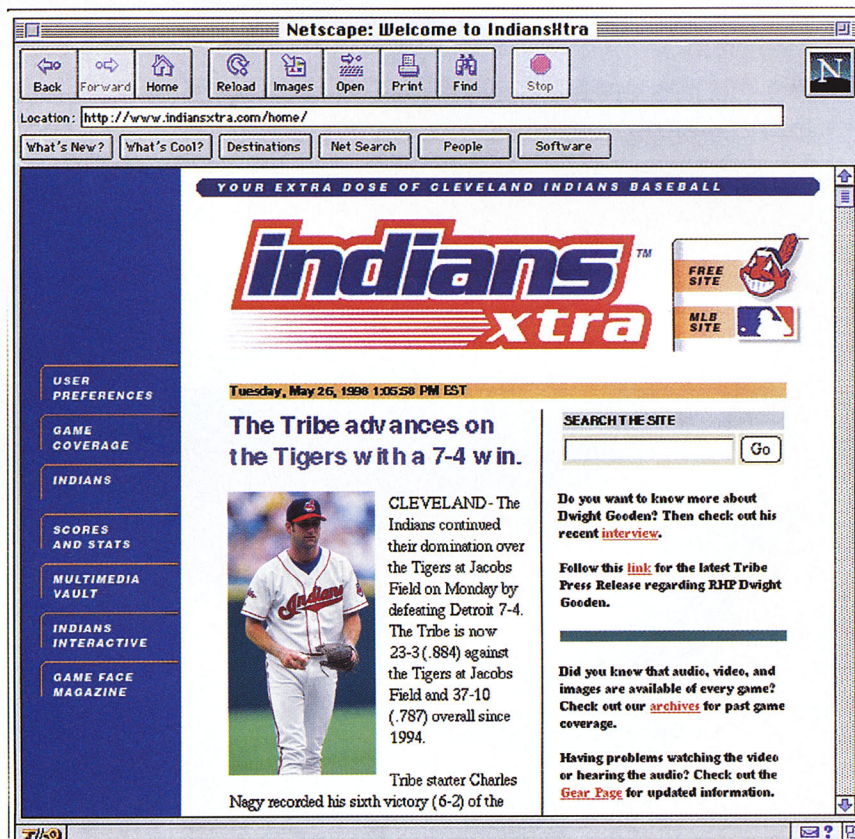 Netscape: Welcome to IndiansXtra
Back Forward Home Reload Images Open Print Find Stop
N
Location: http://www.indiansxtra.com/home/
What's New? What's Cool? Destinations Net Search People Software
YOUR EXTRA DOSE OF CLEVELAND INDIANS BASEBALL
indians™
xtra
FREE
SITE
MLB
SITE
USER
PREFERENCES
GAME
COVERAGE
INDIANS
SCORES
AND STATS
MULTIMEDIA
VAULT
INDIANS
INTERACTIVE
GAME FACE
MAGAZINE
Tuesday, May 26, 1998 1:05:58 PM EST
The Tribe advances on
the Tigers with a 7-4 win.
Indians
CLEVELAND- The
Indians continued
their domination over
the Tigers at Jacobs
Field on Monday by
defeating Detroit 7-4.
The Tribe is now
23-3 (.884) against
the Tigers at Jacobs
Field and 37-10
(.787) overall since
1994.
Tribe starter Charles
Nagy recorded his sixth victory (6-2) of the
SEARCH THE SITE
Go
Do you want to know more about
Dwight Gooden? Then check out his
recent interview.
Follow this link for the latest Tribe
Press Release regarding RHP Dwight
Gooden.
Did you know that audio, video, and
images are available of every game?
Check out our archives for past game
coverage.
Having problems watching the video
or hearing the audio? Check out the
Gear Page for updated information.
?